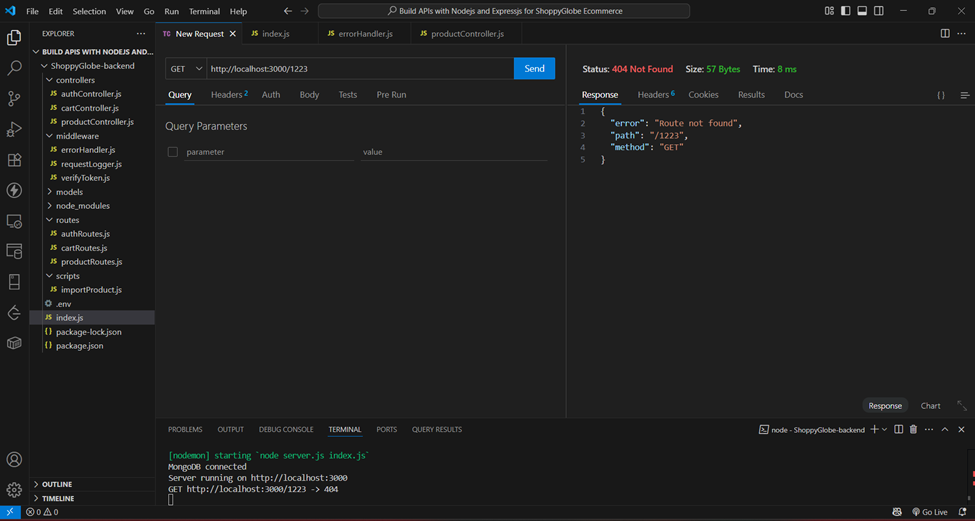 File Edit Selection View Go Run Terminal Help
Build APIs with Nodejs and Expressjs for ShoppyGlobe Ecommerce
EXPLORER
BUILD APIS WITH NODEJS AND...
ShoppyGlobe-backend
controllers
JS authController.js
JS cartController.js
JS productController.js
middleware
JS errorHandler.js
JS requestLogger.js
JS verifyToken.js
models
node_modules
routes
JS authRoutes.js
JS cartRoutes.js
JS productRoutes.js
scripts
JS importProduct.js
.env
JS index.js
{} package-lock.json
{} package.json
OUTLINE
TIMELINE
TC New Request
JS index.js
JS errorHandler.js
JS productController.js
GET http://localhost:3000/1223 Send
Query Headers 2 Auth Body Tests Pre Run
Query Parameters
parameter value
Status: 404 Not Found Size: 57 Bytes Time: 8 ms
Response Headers 6 Cookies Results Docs {}
1 {
2 "error": "Route not found",
3 "path": "/1223",
4 "method": "GET"
5 }
Response Chart
PROBLEMS OUTPUT DEBUG CONSOLE TERMINAL PORTS QUERY RESULTS
node - ShoppyGlobe-backend
[nodemon] starting `node server.js index.js`
MongoDB connected
Server running on http://localhost:3000
GET http://localhost:3000/1223 -> 404
0 0
Go Live